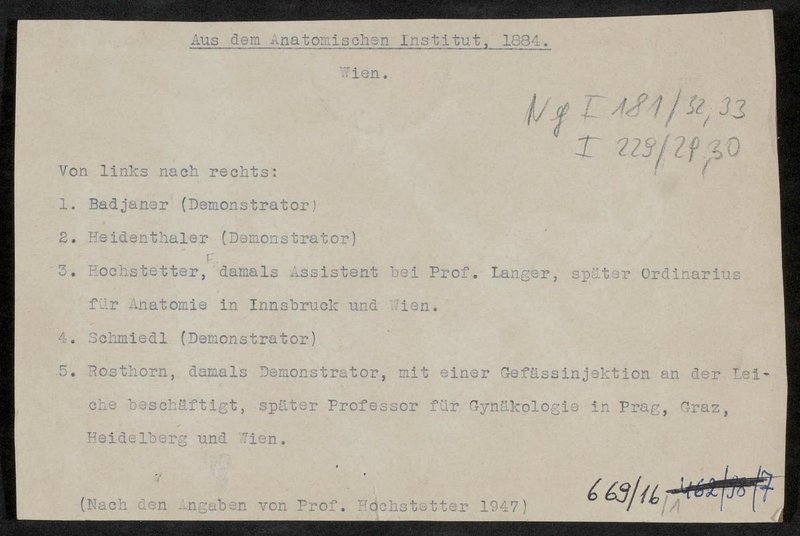 Aus dem Anatomischen Institut, 1884.
Wien.
Ng I 181/32,33
I 229/29,30
Von links nach rechts:
1. Badjaner (Demonstrator)
2. Heidenthaler (Demonstrator)
3. Hochstetter, F damals Assistent bei Prof. Langer, später Ordinarius
für Anatomie in Innsbruck und Wien.
4. Schmiedl (Demonstrator)
5. Rosthorn, damals Demonstrator, mit einer Gefässinjektion an der Lei-
che beschäftigt, später Professor für Gynäkologie in Prag, Graz,
Heidelberg und Wien.
(Nach den Angaben von Prof. Hochstetter 1947)
669/16/1